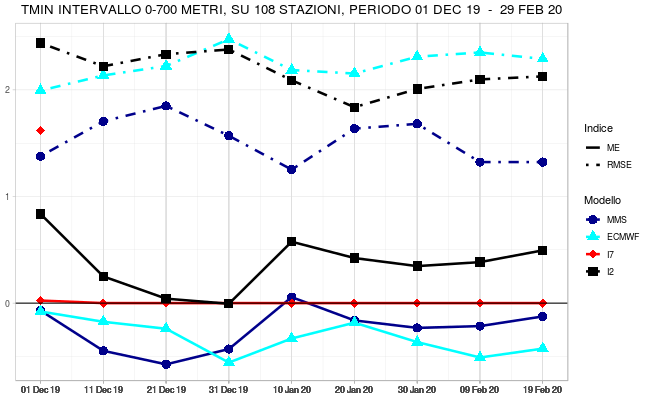 TMIN INTERVALLO 0-700 METRI, SU 108 STAZIONI, PERIODO 01 DEC 19 - 29 FEB 20
2
1
0
01 Dec 19 11 Dec 19 21 Dec 19 31 Dec 19 10 Jan 20 20 Jan 20 30 Jan 20 09 Feb 20 19 Feb 20
Indice
ME
RMSE
Modello
MMS
ECMWF
I7
I2